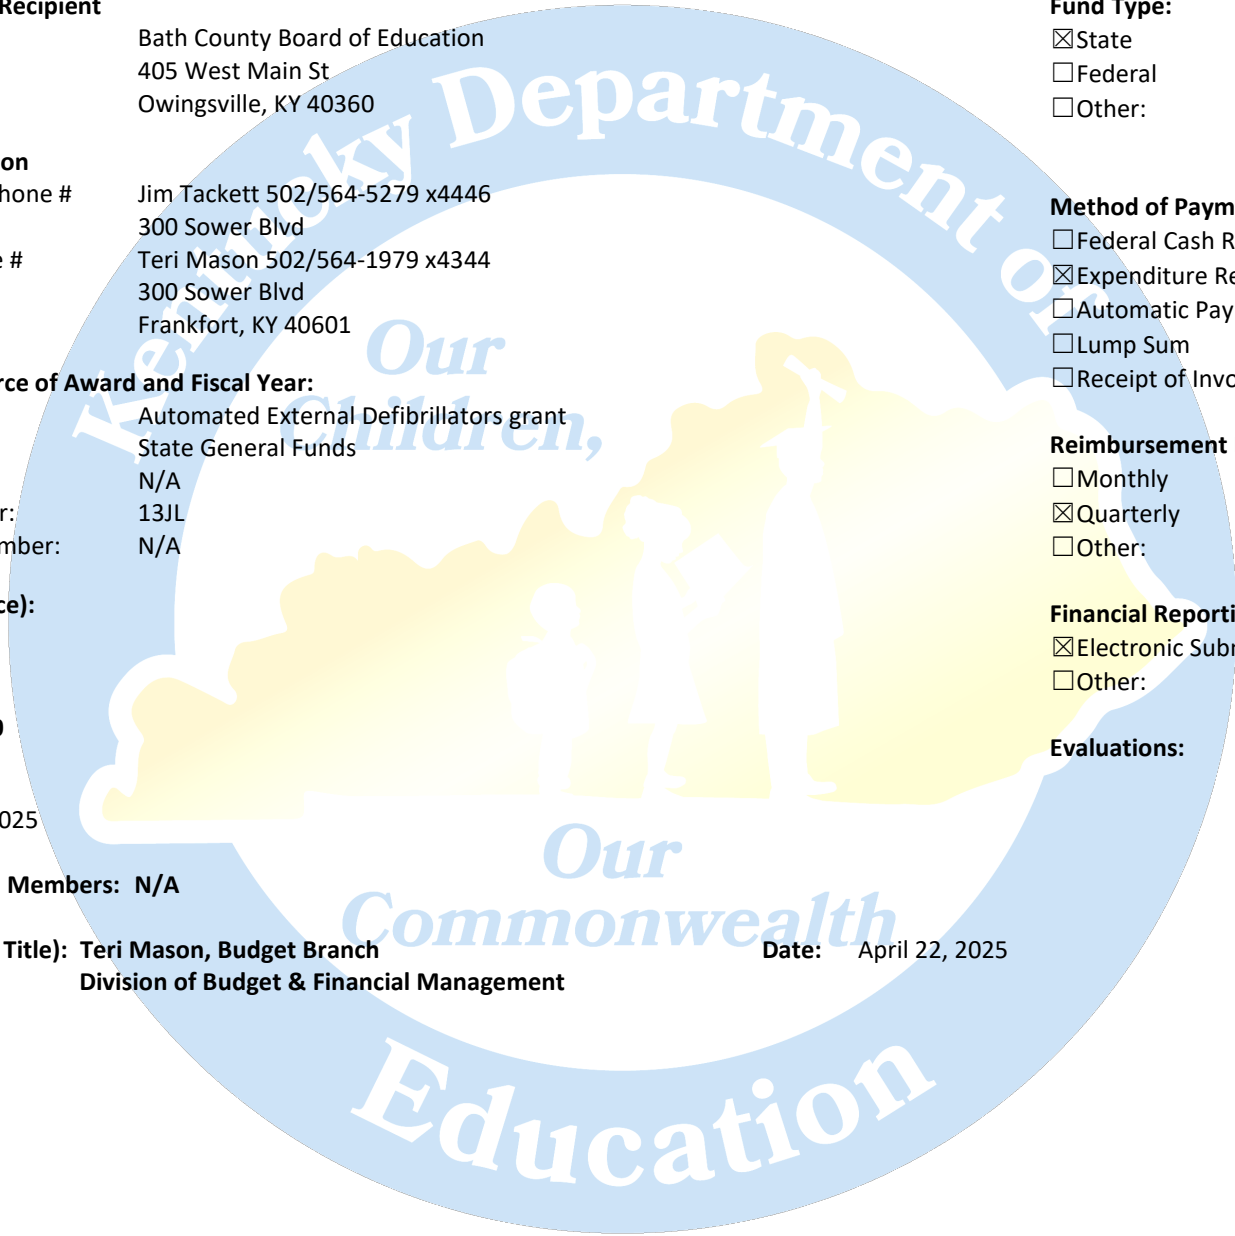 Recipient
Bath County Board of Education
405 West Main St
Owingsville, KY 40360
on
hone # Jim Tackett 502/564-5279 x4446
300 Sower Blvd
e # Teri Mason 502/564-1979 x4344
300 Sower Blvd
Frankfort, KY 40601
rce of Award and Fiscal Year:
Automated External Defibrillators grant
State General Funds
N/A
r: 13JL
mber: N/A
ce):
025
Members: N/A
Title): Teri Mason, Budget Branch Date: April 22, 2025
Division of Budget & Financial Management
Fund Type:
☒State
☐Federal
☐Other:
Method of Paym
☐Federal Cash R
☒Expenditure Re
☐Automatic Pay
☐Lump Sum
☐Receipt of Invo
Reimbursement
☐Monthly
☒Quarterly
☐Other:
Financial Reporti
☒Electronic Subr
☐Other:
Evaluations:
Kentucky Department of
Education
Our
Children,
Our
Commonwealth